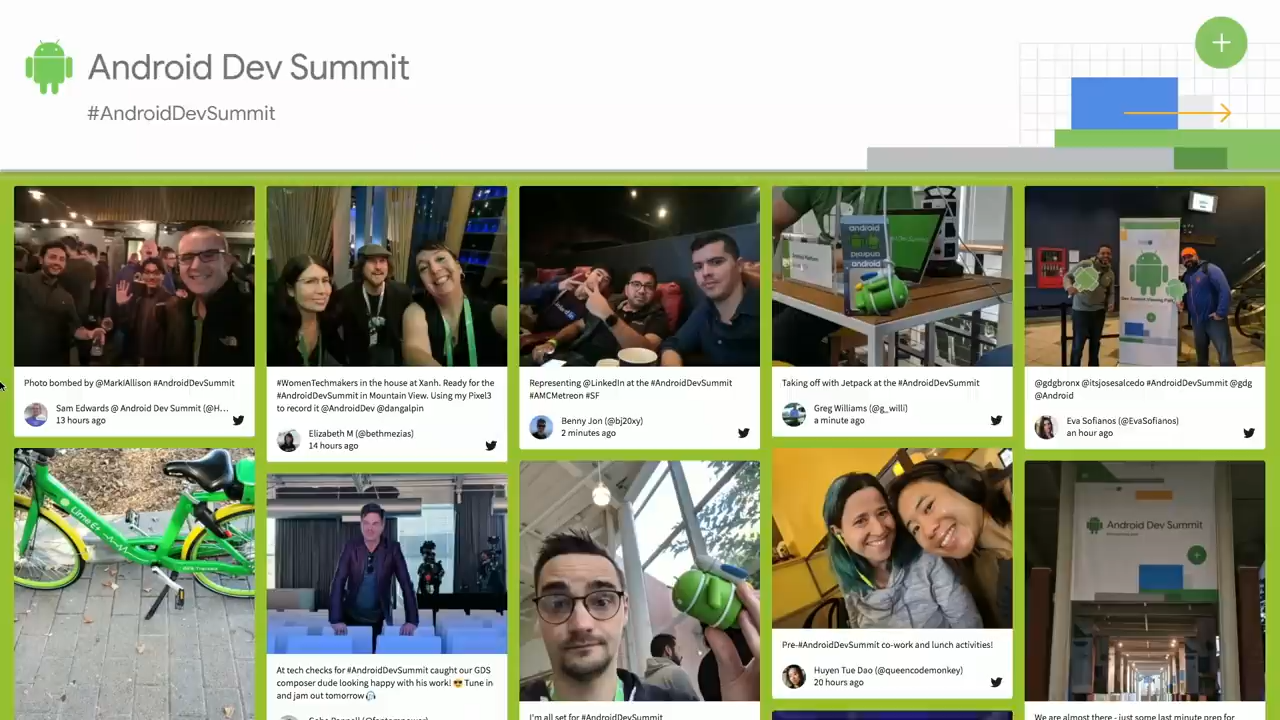 Android Dev Summit
#AndroidDevSummit
Photo bombed by @MarklAllison #AndroidDevSummit
Sam Edwards @ Android Dev Summit (@H...
13 hours ago
#WomenTechmakers in the house at Xanh. Ready for the
#AndroidDevSummit in Mountain View. Using my Pixel3
to record it @AndroidDev @dangalpin
Elizabeth M (@bethmezias)
14 hours ago
Representing @LinkedIn at the #AndroidDevSummit
#AMCMetreon #SF
Benny Jon (@bj20xy)
2 minutes ago
android
android
Taking off with Jetpack at the #AndroidDevSummit
Greg Williams (@g_willi)
a minute ago
@gdgbronx @itsjosesalcedo #AndroidDevSummit @gdg
@Android
Eva Sofianos (@EvaSofianos)
an hour ago
Lime-E
At tech checks for #AndroidDevSummit caught our GDS
composer dude looking happy with his work! 😎 Tune in
and jam out tomorrow
I'm all set for #AndroidDevSummit
Pre-#AndroidDevSummit co-work and lunch activities!
Huyen Tue Dao (@queencodemonkey)
20 hours ago
Android Dev Summit
We are almost there - just some last minute prep for